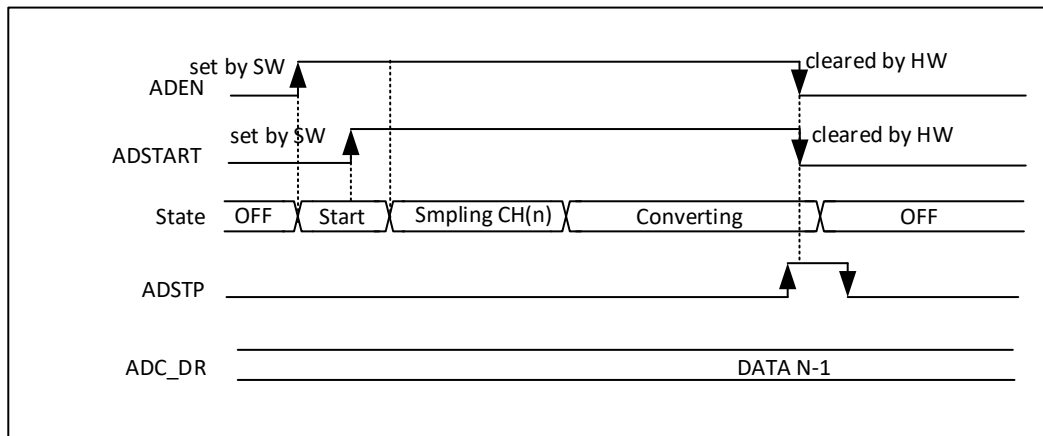 set by SW
cleared by HW
ADEN
set by SW
cleared by HW
ADSTART
State OFF Start Smpling CH(n) Converting OFF
ADSTP
ADC_DR DATA N-1